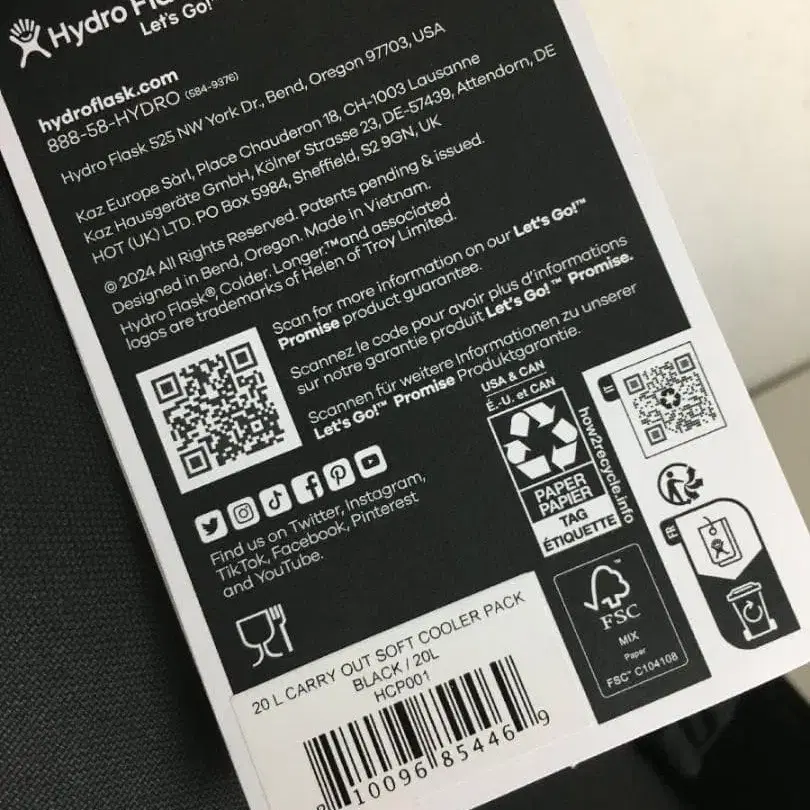 Hydro Flask
Let's Go!™
hydroflask.com
888-58-HYDRO (584-9376)
Hydro Flask 525 NW York Dr., Bend, Oregon 97703, USA
Kaz Europe Sàrl, Place Chauderon 18, CH-1003 Lausanne
Kaz Hausgeräte GmbH, Kölner Strasse 23, DE-57439, Attendorn, DE
HOT (UK) LTD. PO Box 5984, Sheffield, S2 9GN, UK
© 2024 All Rights Reserved. Patents pending & issued.
Designed in Bend, Oregon. Made in Vietnam.
Hydro Flask®, Colder. Longer.™ and associated
logos are trademarks of Helen of Troy Limited.
Scan for more information on our Let's Go!™
Promise product guarantee.
Scannez le code pour avoir plus d'informations
sur notre garantie produit Let's Go!™ Promise.
Scannen für weitere Informationen zu unserer
Let's Go!™ Promise Produktgarantie.
Find us on Twitter, Instagram,
TikTok, Facebook, Pinterest
and YouTube.
USA & CAN
É.-U. et CAN
PAPER
PAPIER
TAG
ÉTIQUETTE
how2recycle.info
IT
FR
FSC™
MIX
Paper
FSC™ C104108
20 L CARRY OUT SOFT COOLER PACK
BLACK / 20L
HCP001
8 10096 85446 9